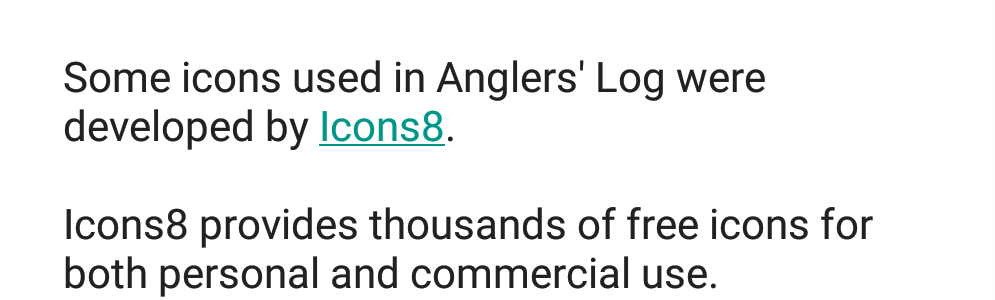 Some icons used in Anglers' Log were
developed by Icons8.
Icons8 provides thousands of free icons for
both personal and commercial use.